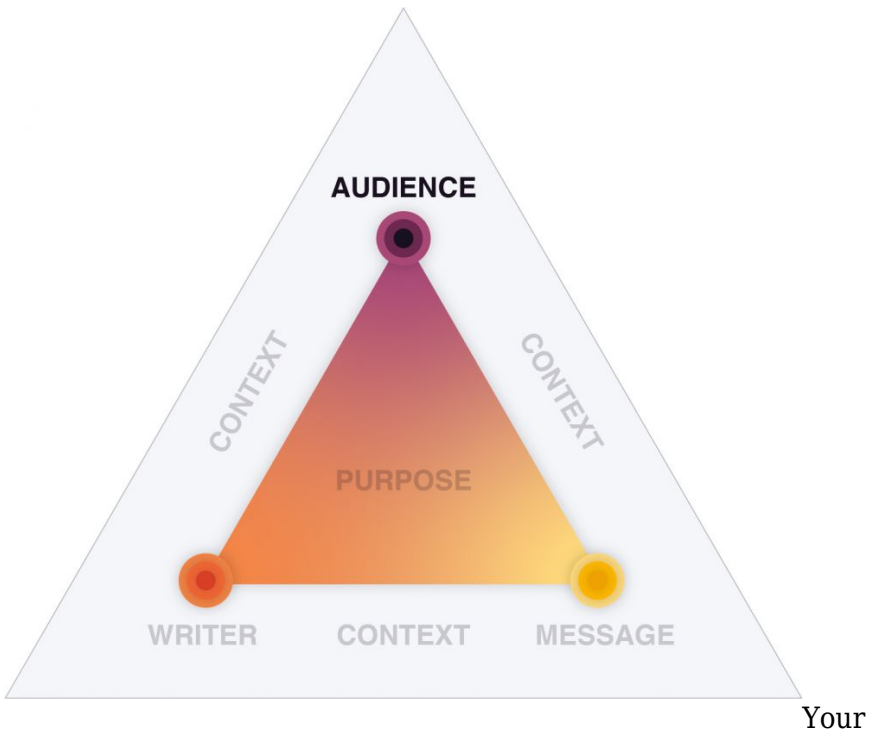 AUDIENCE
CONTEXT
CONTEXT
PURPOSE
WRITER
CONTEXT
MESSAGE
Your